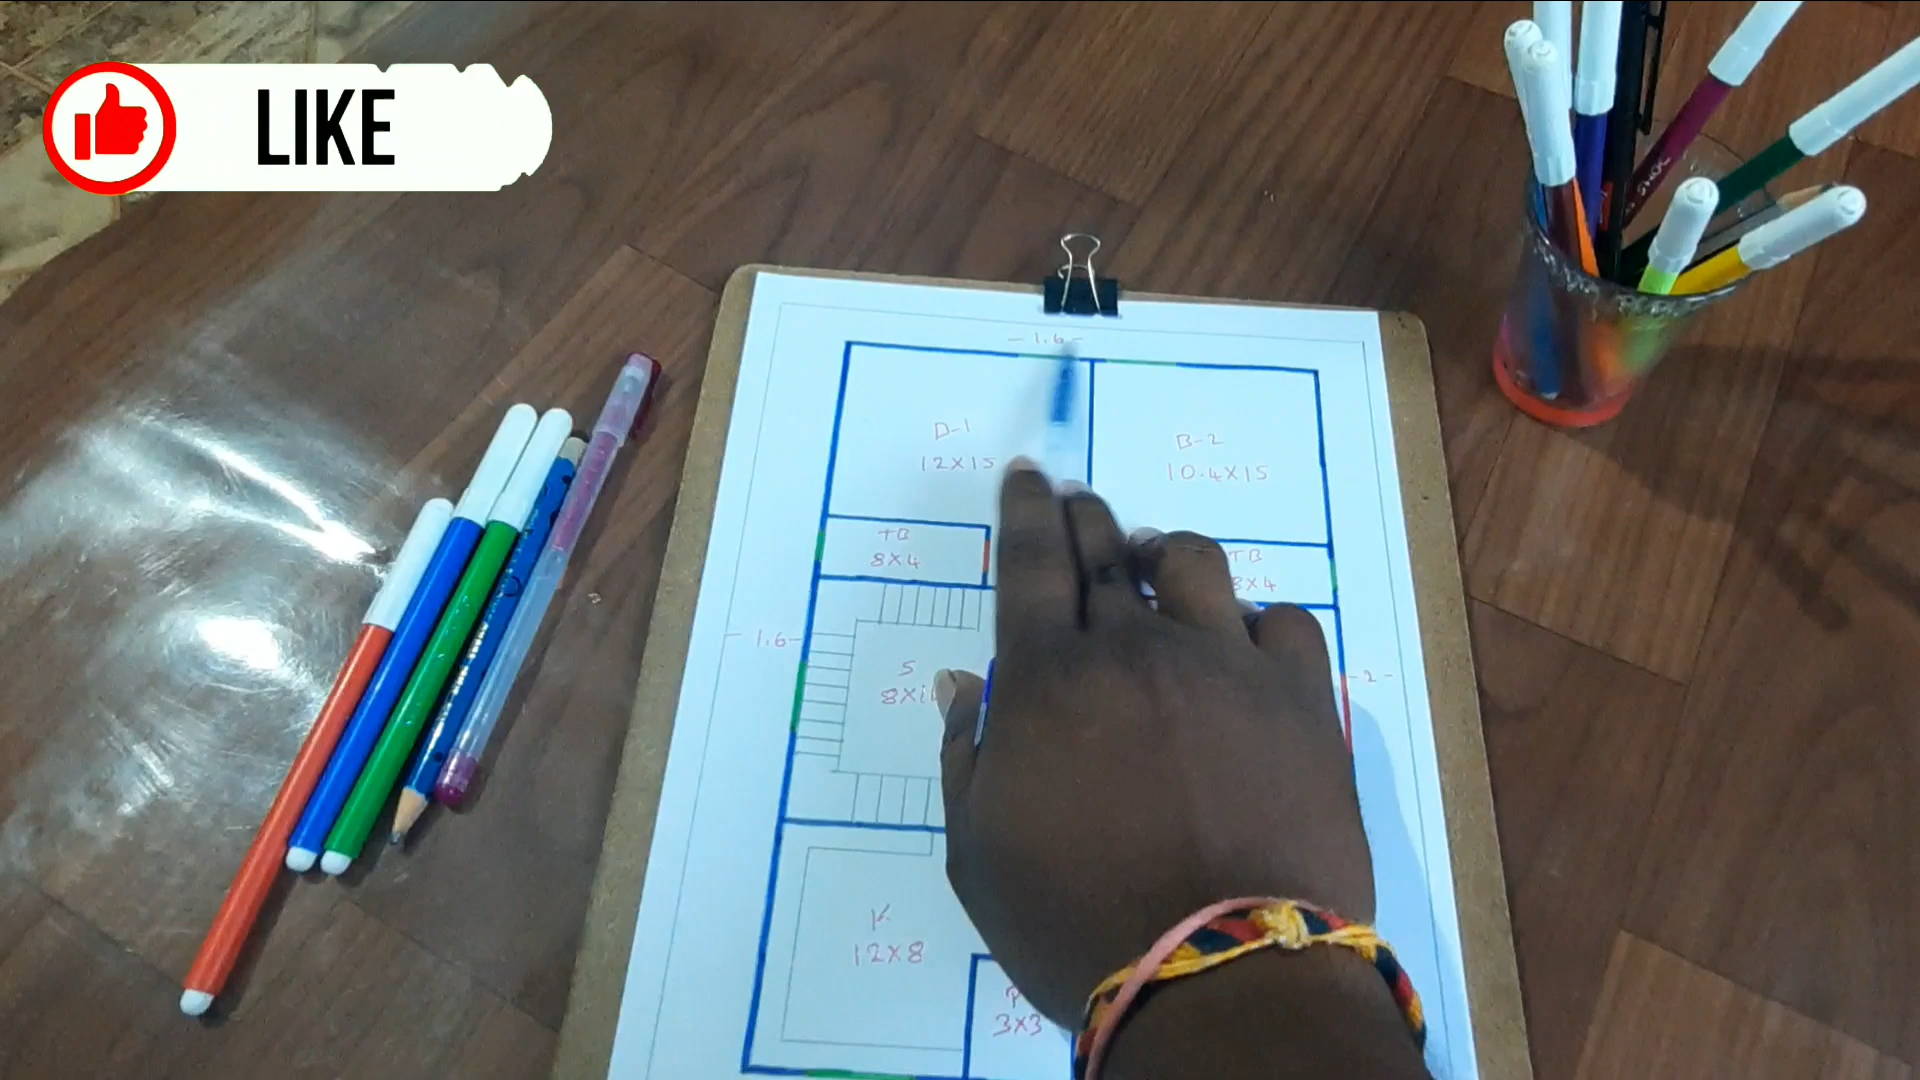 LIKE
- 1.6 -
B-1
12X15
B-2
10.4X15
TB
8X4
TB
8X4
- 1.6 -
S
- 2 -
K
12X8
P
3X3